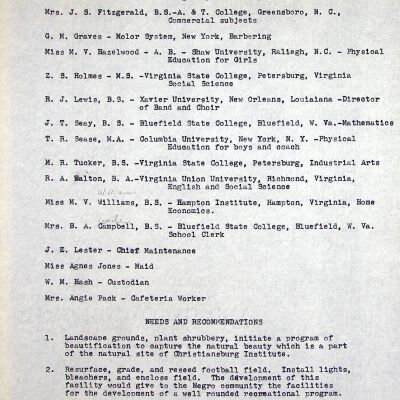 Mrs. J. S. Fitzgerald, B.S.-A. & T. College, Greensboro, N. C.,
Commercial subjects
G. M. Graves - Molor System, New York, Barbering
Miss M. V. Hazelwood - A. B. - Shaw University, Raliegh, N.C. - Physical
Education for Girls
Z. S. Holmes - M.S. -Virginia State College, Petersburg, Virginia
Social Science
R. J. Lewis, B.S. - Xavier University, New Orleans, Louiaiana -Director
of Band and Choir
J. T. Seay, B. S. - Bluefield State College, Bluefield, W. Va.-Mathematics
T. R. Sease, M.A. - Columbia University, New York, N. Y. -Physical
Education for boys and coach
M. R. Tucker, B.S. -Virginia State College, Petersburg, Industrial Arts
R. A. Walton, B. A.-Virginia Union University, Richmond, Virginia,
English and Social Science
Williams
Miss M. V. Williams, B.S. - Hampton Institute, Hampton, Virginia, Home
Economics.
Mrs. B. A. Campbell, B.S. - Bluefield State College, Bluefield, W. Va.
School Clerk
J. Z. Lester - Chief Maintenance
Miss Agnes Jones - Maid
W. M. Hash - Custodian
Mrs. Angie Pack - Cafeteria Worker
NEEDS AND RECOMMENDATIONS
1. Landscape grounds, plant shrubbery, initiate a program of
beautification to capture the natural beauty which is a part
of the natural site of Christiansburg Institute.
2. Resurface, grade, and reseed football field. Install lights,
bleachers, and enclose field. The development of this
facility would give to the Negro community the facilities
for the development of a well rounded recreational program.